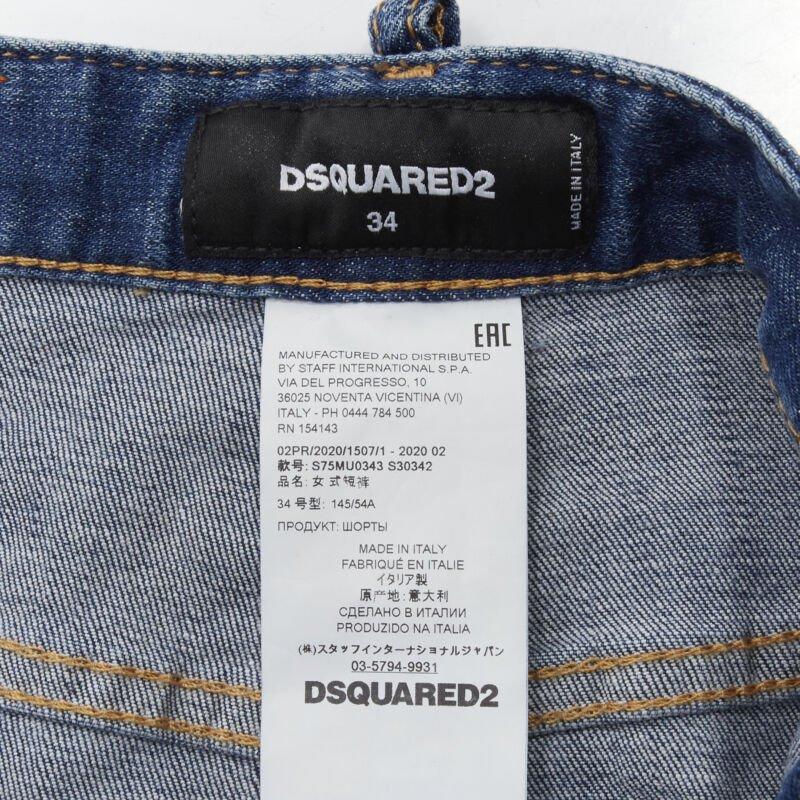 DSQUARED2
34
MADE IN ITALY
EAC
MANUFACTURED AND DISTRIBUTED
BY STAFF INTERNATIONAL S.P.A.
VIA DEL PROGRESSO, 10
36025 NOVENTA VICENTINA (VI)
ITALY - PH 0444 784 500
RN 154143
02PR/2020/1507/1 - 2020 02
款号: S75MU0343 S30342
品名: 女式短裤
34 号型: 145/54A
ПРОДУКТ: ШОРТЫ
MADE IN ITALY
FABRIQUÉ EN ITALIE
イタリア製
原产地: 意大利
СДЕЛАНО В ИТАЛИИ
PRODUZIDO NA ITALIA
(株)スタッフインターナショナルジャパン
03-5794-9931
DSQUARED2